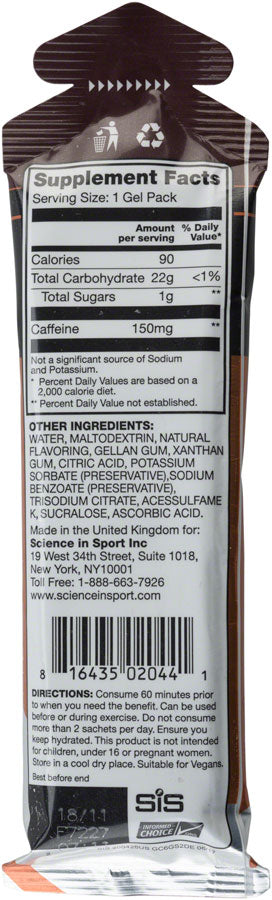 Supplement Facts
Serving Size: 1 Gel Pack
Amount per serving % Daily Value*
Calories 90
Total Carbohydrate 22g <1%
Total Sugars 1g **
Caffeine 150mg **
Not a significant source of Sodium
and Potassium.
* Percent Daily Values are based on a
2,000 calorie diet.
** Percent Daily Value not established.
OTHER INGREDIENTS:
WATER, MALTODEXTRIN, NATURAL
FLAVORING, GELLAN GUM, XANTHAN
GUM, CITRIC ACID, POTASSIUM
SORBATE (PRESERVATIVE),SODIUM
BENZOATE (PRESERVATIVE),
TRISODIUM CITRATE, ACESSULFAME
K, SUCRALOSE, ASCORBIC ACID.
Made in the United Kingdom for:
Science in Sport Inc
19 West 34th Street, Suite 1018,
New York, NY10001
Toll Free: 1-888-663-7926
www.scienceinsport.com
8 16435 02044 1
DIRECTIONS: Consume 60 minutes prior
to when you need the benefit. Can be used
before or during exercise. Do not consume
more than 2 sachets per day. Ensure you
keep hydrated. This product is not intended
for children, under 16 or pregnant women.
Store in a cool dry place. Suitable for Vegans.
Best before end
18/11
F7227
SiS
INFORMED
CHOICE